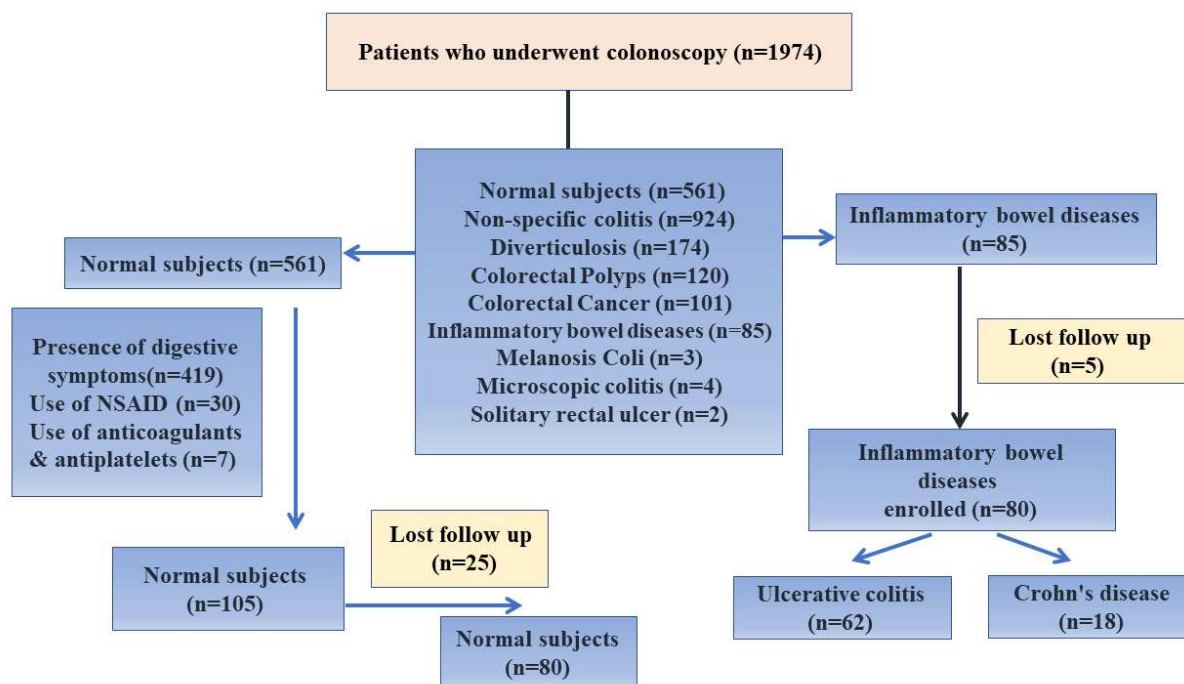 Patients who underwent colonoscopy (n=1974)
Normal subjects (n=561)
Non-specific colitis (n=924)
Diverticulosis (n=174)
Colorectal Polyps (n=120)
Colorectal Cancer (n=101)
Inflammatory bowel diseases (n=85)
Melanosis Coli (n=3)
Microscopic colitis (n=4)
Solitary rectal ulcer (n=2)
Normal subjects (n=561)
Presence of digestive
symptoms(n=419)
Use of NSAID (n=30)
Use of anticoagulants
& antiplatelets (n=7)
Normal subjects
(n=105)
Lost follow up
(n=25)
Normal subjects
(n=80)
Inflammatory bowel diseases
(n=85)
Lost follow up
(n=5)
Inflammatory bowel
diseases
enrolled (n=80)
Ulcerative colitis
(n=62)
Crohn's disease
(n=18)